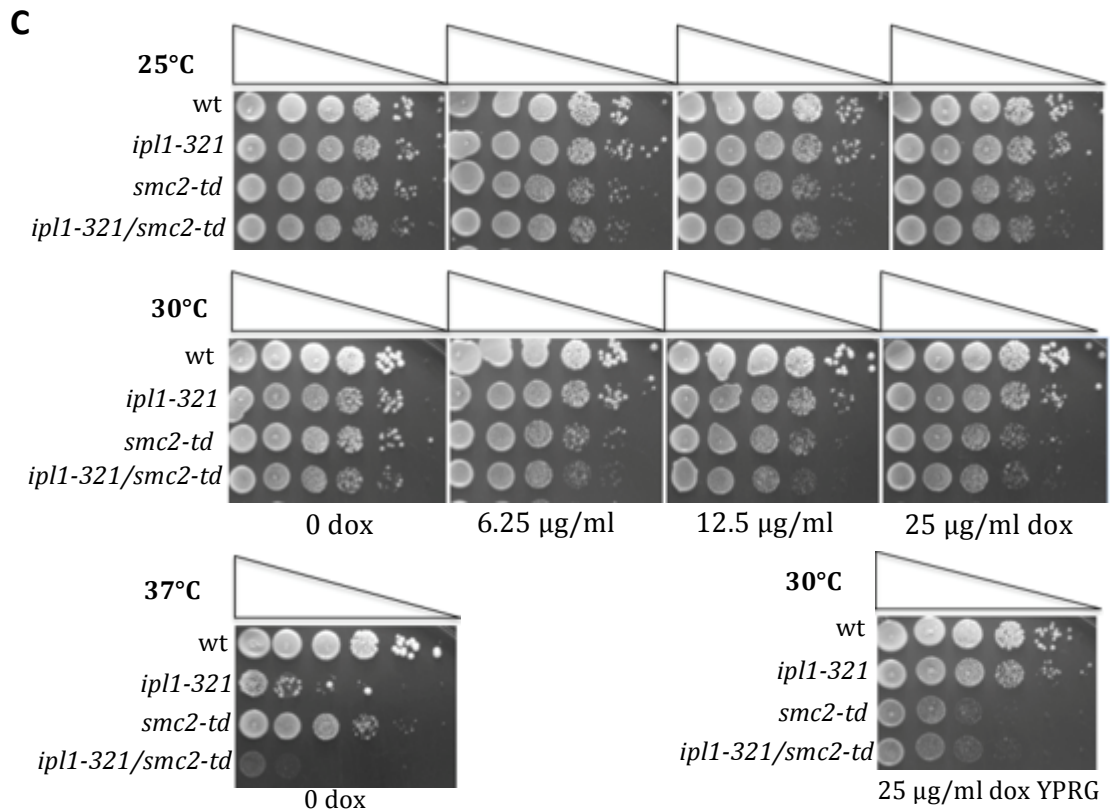 C
25°C
wt
ipl1-321
smc2-td
ipl1-321/smc2-td
30°C
wt
ipl1-321
smc2-td
ipl1-321/smc2-td
0 dox 6.25 µg/ml 12.5 µg/ml 25 µg/ml dox
37°C
wt
ipl1-321
smc2-td
ipl1-321/smc2-td
0 dox
30°C
wt
ipl1-321
smc2-td
ipl1-321/smc2-td
25 µg/ml dox YPRG